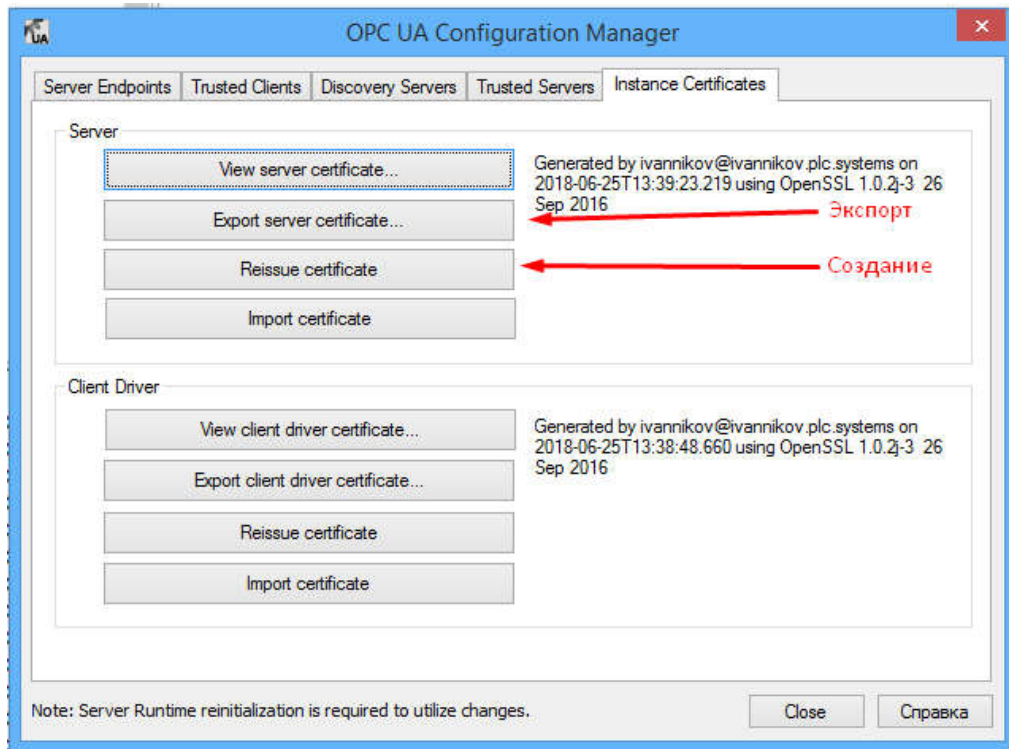 UA
OPC UA Configuration Manager
Server Endpoints Trusted Clients Discovery Servers Trusted Servers Instance Certificates
Server
View server certificate...
Generated by ivannikov@ivannikov.plc.systems on
2018-06-25T13:39:23.219 using OpenSSL 1.0.2j-3 26
Sep 2016
Export server certificate...
Экспорт
Reissue certificate
Создание
Import certificate
Client Driver
View client driver certificate...
Generated by ivannikov@ivannikov.plc.systems on
2018-06-25T13:38:48.660 using OpenSSL 1.0.2j-3 26
Sep 2016
Export client driver certificate...
Reissue certificate
Import certificate
Note: Server Runtime reinitialization is required to utilize changes.
Close
Справка